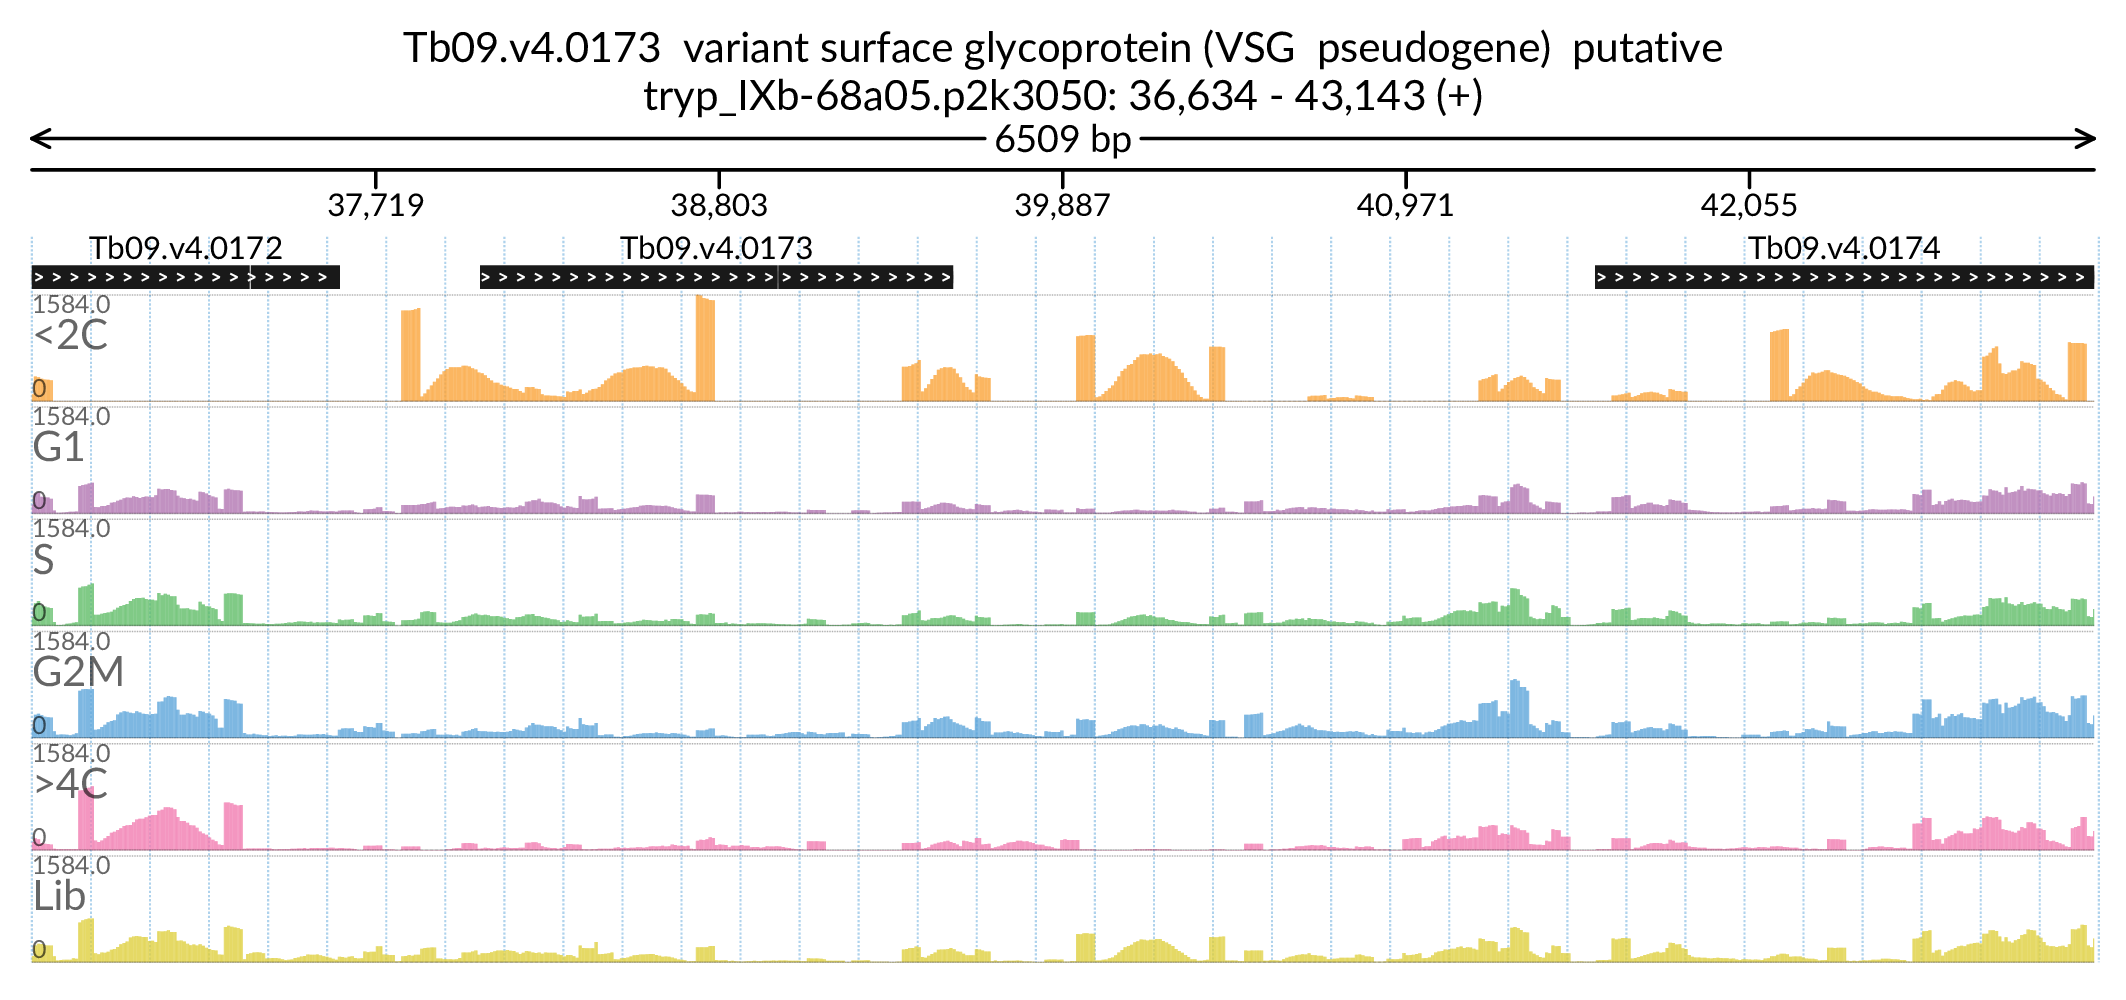 Tb09.v4.0173  variant surface glycoprotein (VSG  pseudogene)  putative
tryp_IXb-68a05.p2k3050: 36,634 - 43,143 (+)
6509 bp
37,719 38,803 39,887 40,971 42,055
Tb09.v4.0172 Tb09.v4.0173 Tb09.v4.0174
1584.0
<2C
0
1584.0
G1
0
1584.0
S
0
1584.0
G2M
0
1584.0
>4C
0
1584.0
Lib
0